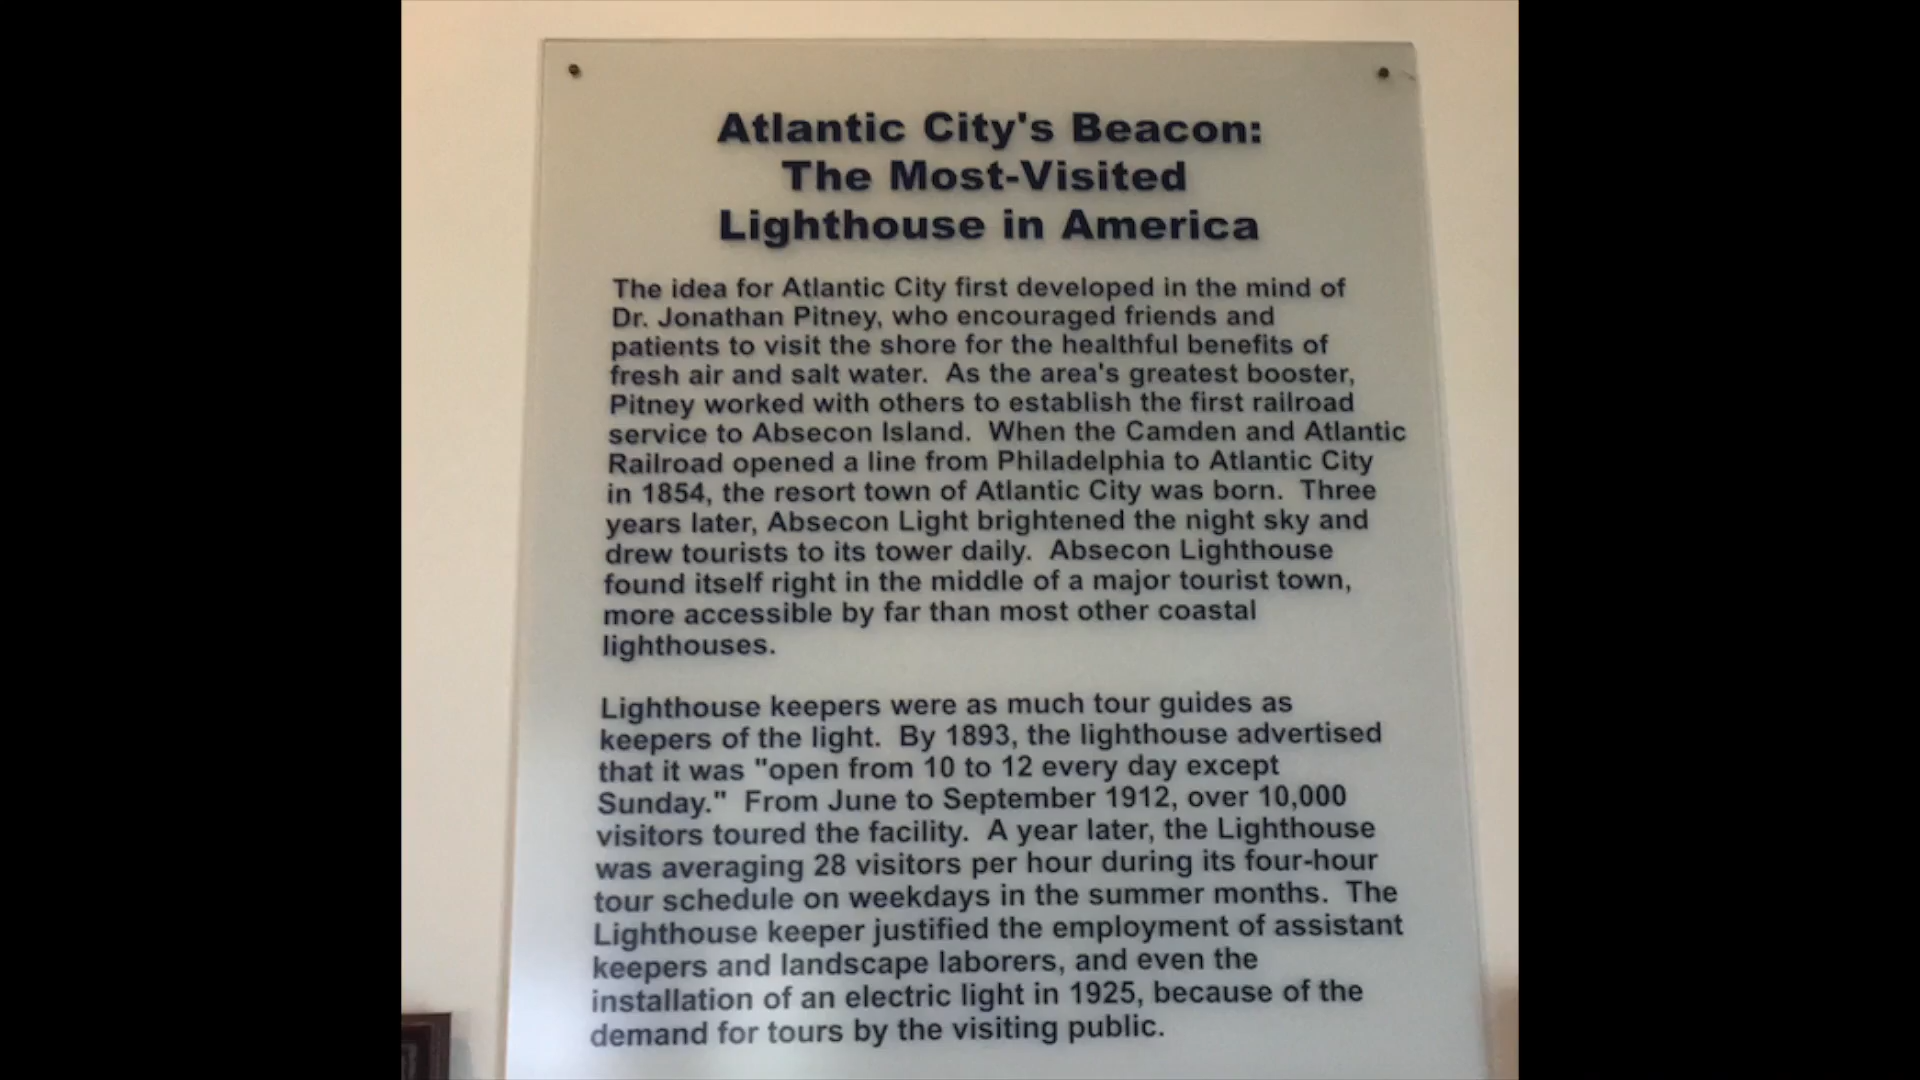 Atlantic City's Beacon:
The Most-Visited
Lighthouse in America
The idea for Atlantic City first developed in the mind of
Dr. Jonathan Pitney, who encouraged friends and
patients to visit the shore for the healthful benefits of
fresh air and salt water.  As the area's greatest booster,
Pitney worked with others to establish the first railroad
service to Absecon Island.  When the Camden and Atlantic
Railroad opened a line from Philadelphia to Atlantic City
in 1854, the resort town of Atlantic City was born.  Three
years later, Absecon Light brightened the night sky and
drew tourists to its tower daily.  Absecon Lighthouse
found itself right in the middle of a major tourist town,
more accessible by far than most other coastal
lighthouses.
Lighthouse keepers were as much tour guides as
keepers of the light.  By 1893, the lighthouse advertised
that it was "open from 10 to 12 every day except
Sunday."  From June to September 1912, over 10,000
visitors toured the facility.  A year later, the Lighthouse
was averaging 28 visitors per hour during its four-hour
tour schedule on weekdays in the summer months.  The
Lighthouse keeper justified the employment of assistant
keepers and landscape laborers, and even the
installation of an electric light in 1925, because of the
demand for tours by the visiting public.